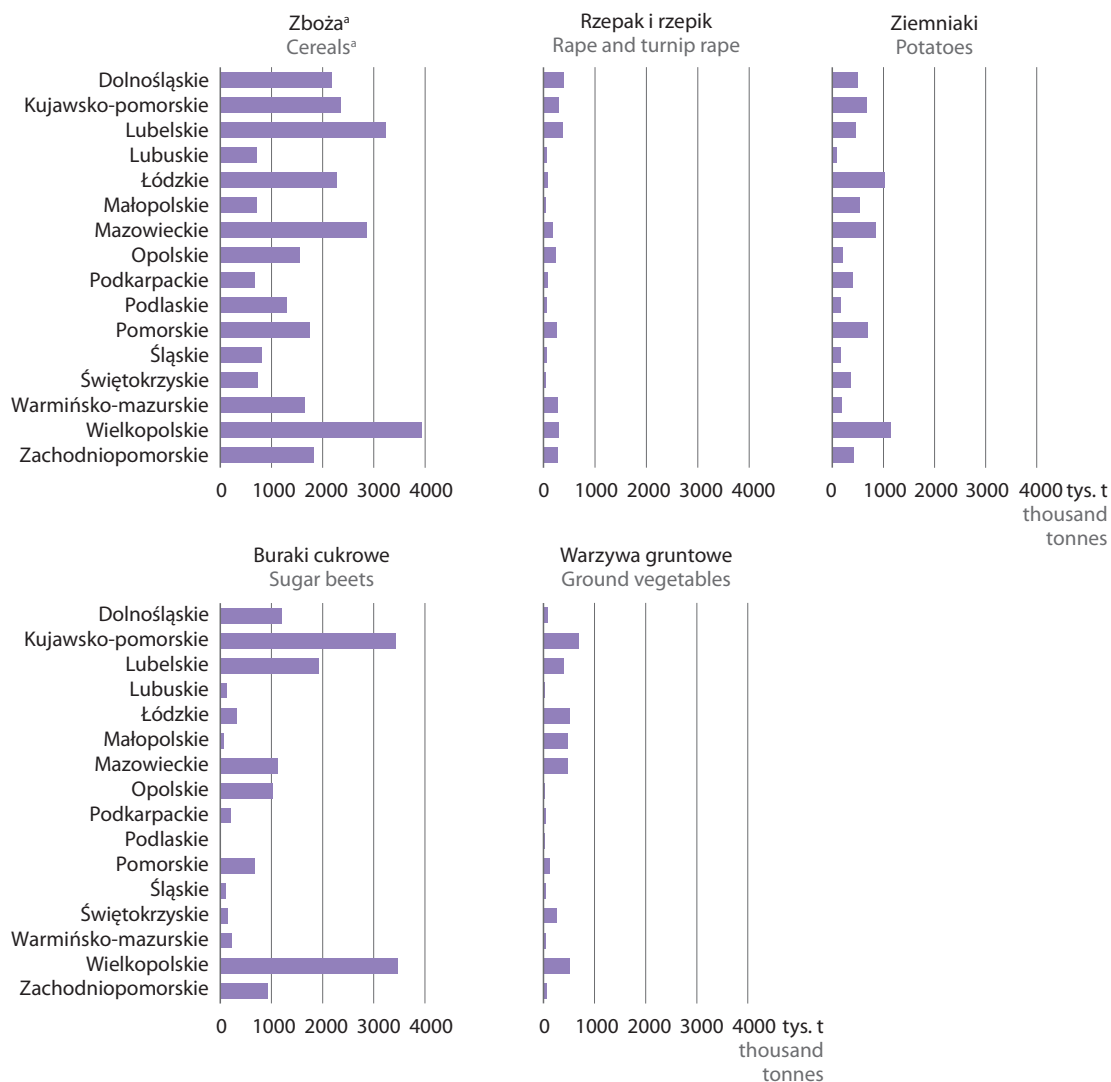 Zbożaᵃ
Cerealsᵃ
Rzepak i rzepik
Rape and turnip rape
Ziemniaki
Potatoes
Dolnośląskie
Kujawsko-pomorskie
Lubelskie
Lubuskie
Łódzkie
Małopolskie
Mazowieckie
Opolskie
Podkarpackie
Podlaskie
Pomorskie
Śląskie
Świętokrzyskie
Warmińsko-mazurskie
Wielkopolskie
Zachodniopomorskie
0 1000 2000 3000 4000
0 1000 2000 3000 4000
0 1000 2000 3000 4000 tys. t
thousand
tonnes
Buraki cukrowe
Sugar beets
Warzywa gruntowe
Ground vegetables
Dolnośląskie
Kujawsko-pomorskie
Lubelskie
Lubuskie
Łódzkie
Małopolskie
Mazowieckie
Opolskie
Podkarpackie
Podlaskie
Pomorskie
Śląskie
Świętokrzyskie
Warmińsko-mazurskie
Wielkopolskie
Zachodniopomorskie
0 1000 2000 3000 4000
0 1000 2000 3000 4000 tys. t
thousand
tonnes